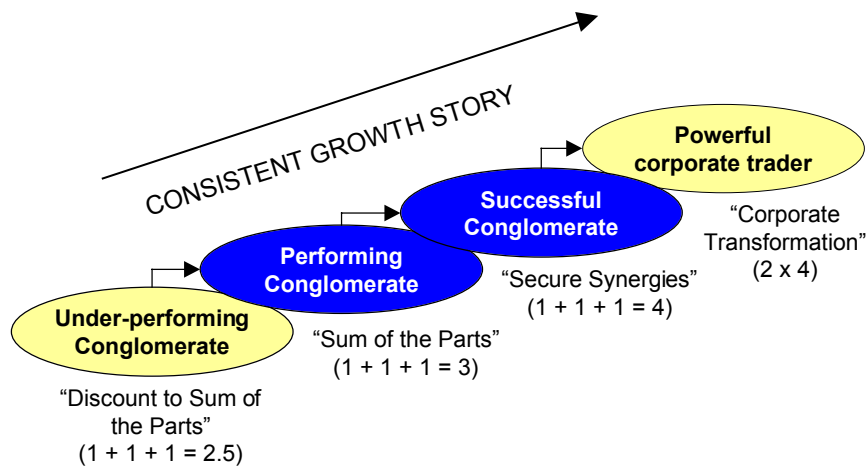 CONSISTENT GROWTH STORY
Powerful
corporate trader
“Corporate
Transformation”
(2 x 4)
Successful
Conglomerate
“Secure Synergies”
(1 + 1 + 1 = 4)
Performing
Conglomerate
“Sum of the Parts”
(1 + 1 + 1 = 3)
Under-performing
Conglomerate
“Discount to Sum of
the Parts”
(1 + 1 + 1 = 2.5)